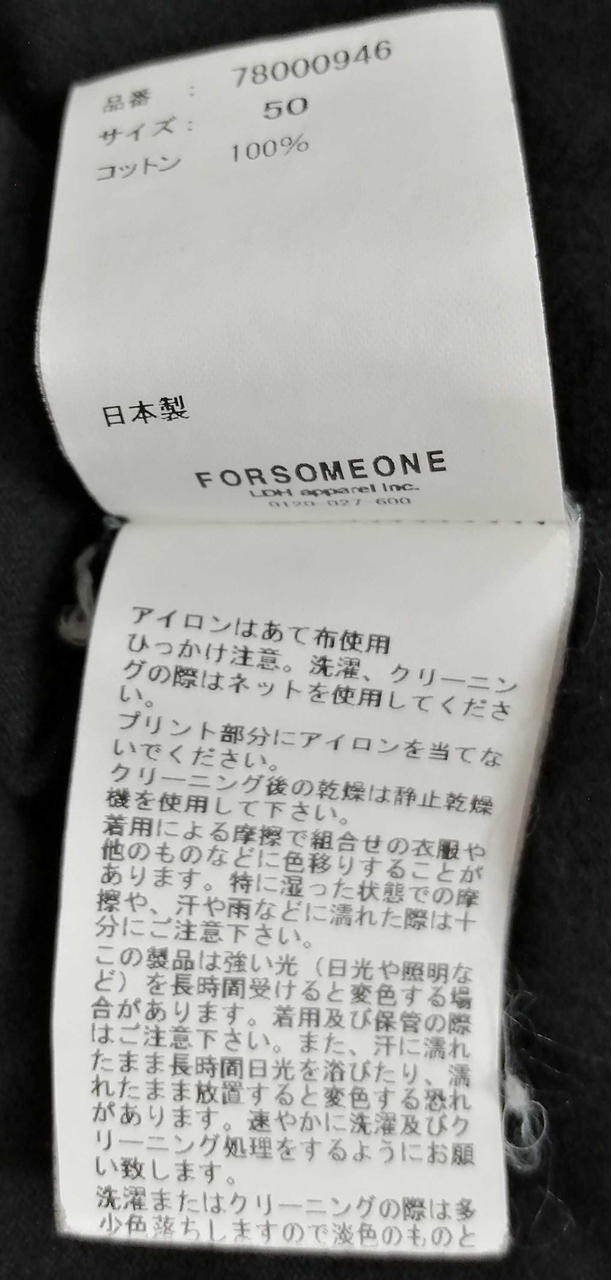 品番 : 78000946
サイズ : 50
コットン 100%
日本製
FORSOMEONE
LDH apparel Inc.
0120-027-600
アイロンはあて布使用
ひっかけ注意。洗濯、クリーニン
グの際はネットを使用してくださ
い。
プリント部分にアイロンを当てな
いでください。
クリーニング後の乾燥は静止乾燥
機を使用して下さい。
着用による摩擦で組合せの衣服や
他のものなどに色移りすることが
あります。特に湿った状態での摩
擦や、汗や雨などに濡れた際は十
分にご注意下さい。
この製品は強い光（日光や照明な
ど）を長時間受けると変色する場
合があります。着用及び保管の際
はご注意下さい。また、汗に濡れ
たまま長時間日光を浴びたり、濡
れたまま放置すると変色する恐れ
があります。速やかに洗濯及びク
リーニング処理をするようにお願
い致します。
洗濯またはクリーニングの際は多
少色落ちしますので淡色のものと